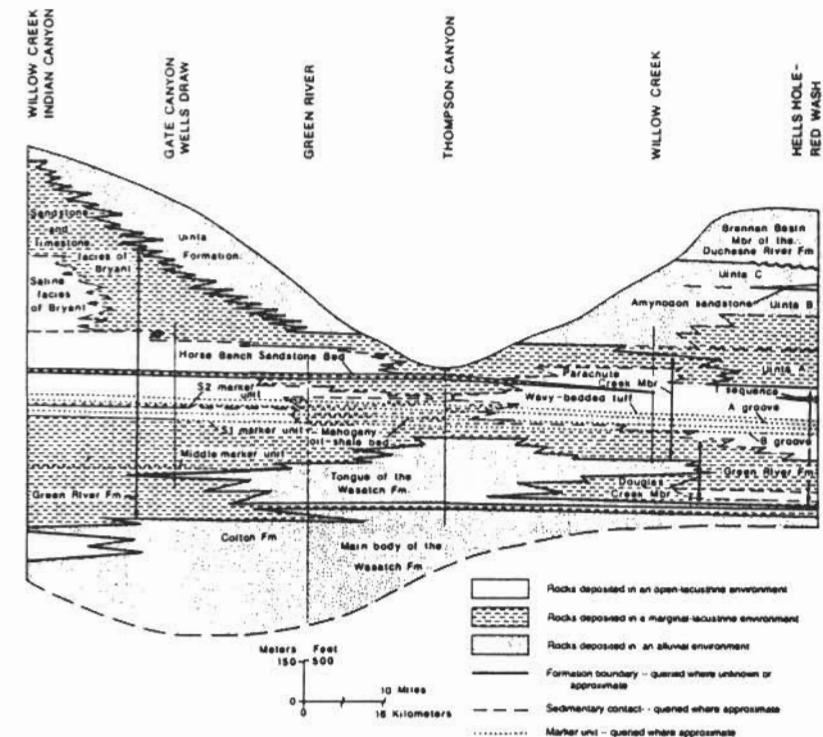 WILLOW CREEK
INDIAN CANYON
GATE CANYON
WELLS DRAW
GREEN RIVER
THOMPSON CANYON
WILLOW CREEK
HELLS HOLE-
RED WASH
Sandstone
and
limestone
facies of
Bryant
Saline
facies
of Bryant
Uinta
Formation
Brennan Basin
Mbr of the
Duchesne River Fm
Uinta C
Amynodon sandstone
Uinta B
Horse Bench Sandstone Bed
Parachute
Creek Mbr
Uinta A
T sequence
S2 marker
unit
Wavy-bedded tuff
A groove
S1 marker unit
Mahogany
oil-shale bed
B groove
Middle marker unit
Tongue of the
Wasatch Fm.
Green River Fm
Douglas
Creek Mbr
Green River Fm
Colton Fm
Main body of the
Wasatch Fm
Rocks deposited in an open-lacustrine environment
Rocks deposited in a marginal-lacustrine environment
Rocks deposited in an alluvial environment
Formation boundary -- queried where unknown or
approximate
Sedimentary contact-- queried where approximate
Marker unit -- queried where approximate
Meters Feet
150 500
0
10 Miles
0
16 Kilometers